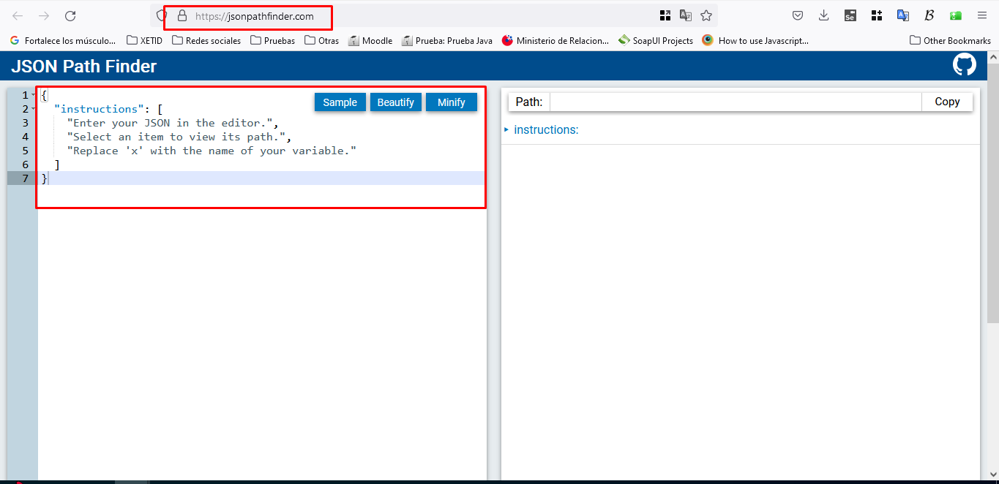 https://jsonpathfinder.com
Fortalece los músculo... XETID Redes sociales Pruebas Otras Moodle Prueba: Prueba Java Ministerio de Relacion... SoapUI Projects How to use Javascript... Other Bookmarks
JSON Path Finder
1 {
Sample Beautify Minify
2 "instructions": [
3 "Enter your JSON in the editor.",
4 "Select an item to view its path.",
5 "Replace 'x' with the name of your variable."
6 ]
7 }
Path: Copy
instructions: